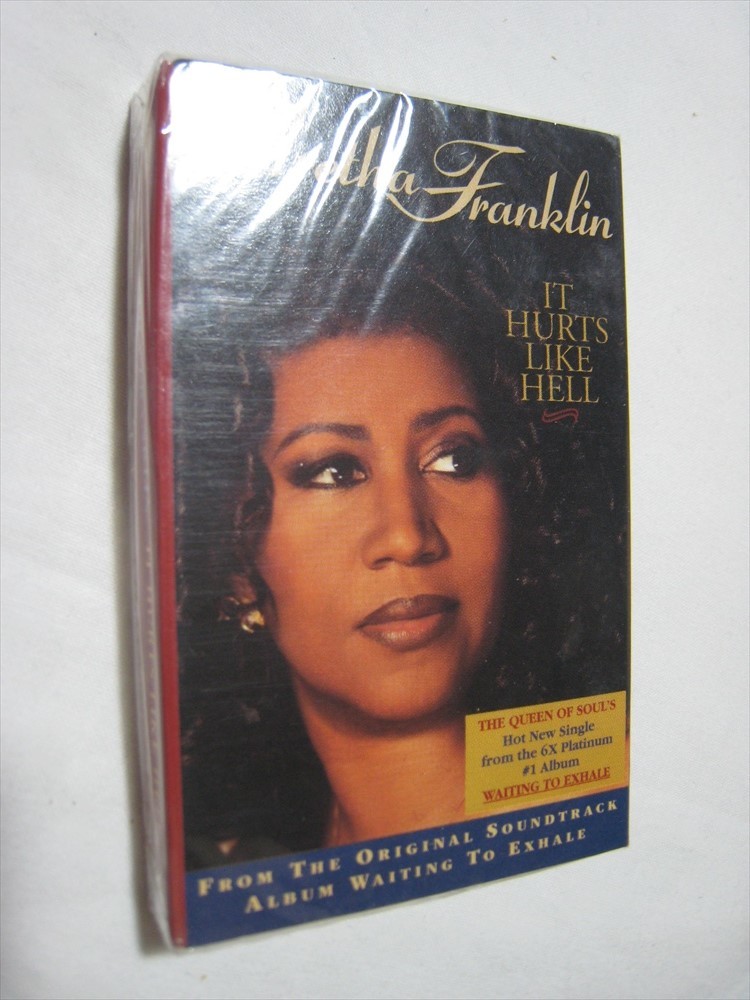 etha Franklin
IT
HURTS
LIKE
HELL
THE QUEEN OF SOUL'S
Hot New Single
from the 6X Platinum
#1 Album
WAITING TO EXHALE
FROM THE ORIGINAL SOUNDTRACK
ALBUM WAITING TO EXHALE